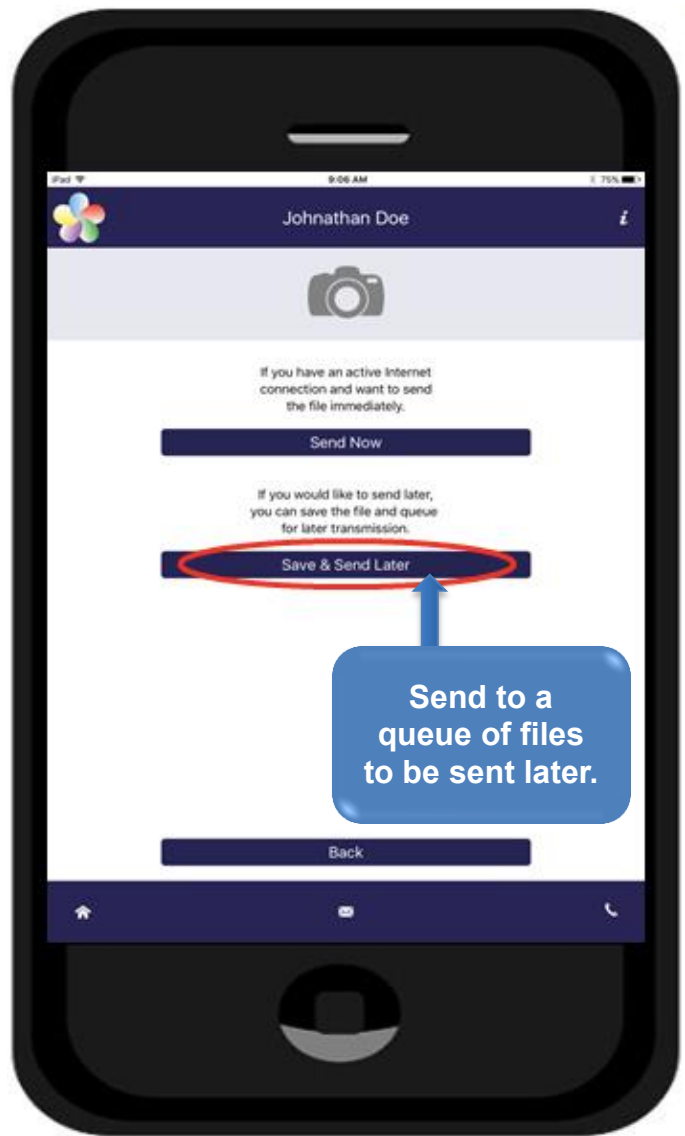 iPad 9:06 AM 75%
Johnathan Doe i
If you have an active Internet
connection and want to send
the file immediately.
Send Now
If you would like to send later,
you can save the file and queue
for later transmission.
Save & Send Later
Send to a
queue of files
to be sent later.
Back